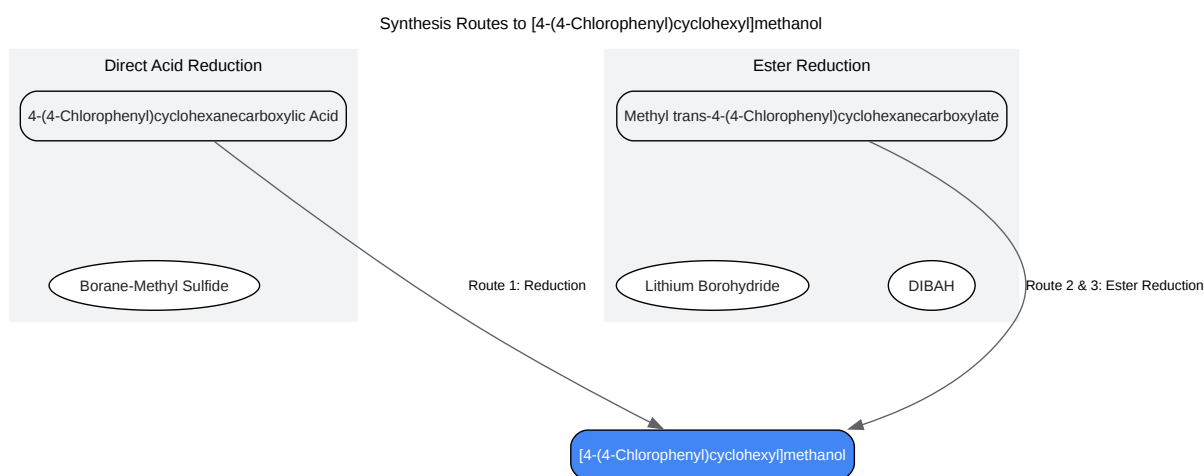 Synthesis Routes to [4-(4-Chlorophenyl)cyclohexyl]methanol
Direct Acid Reduction
Ester Reduction
4-(4-Chlorophenyl)cyclohexanecarboxylic Acid
Methyl trans-4-(4-Chlorophenyl)cyclohexanecarboxylate
Borane-Methyl Sulfide
Route 1: Reduction
Lithium Borohydride
DIBAH
Route 2 & 3: Ester Reduction
[4-(4-Chlorophenyl)cyclohexyl]methanol